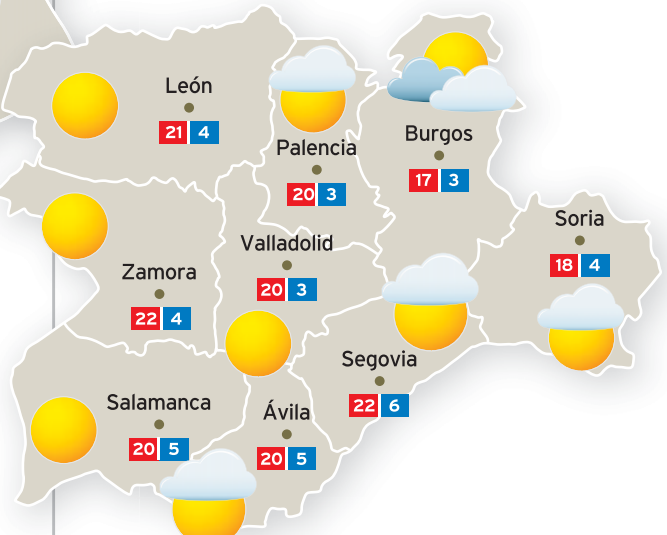 León
21 4
Palencia
20 3
Burgos
17 3
Soria
18 4
Zamora
22 4
Valladolid
20 3
Segovia
22 6
Salamanca
20 5
Ávila
20 5